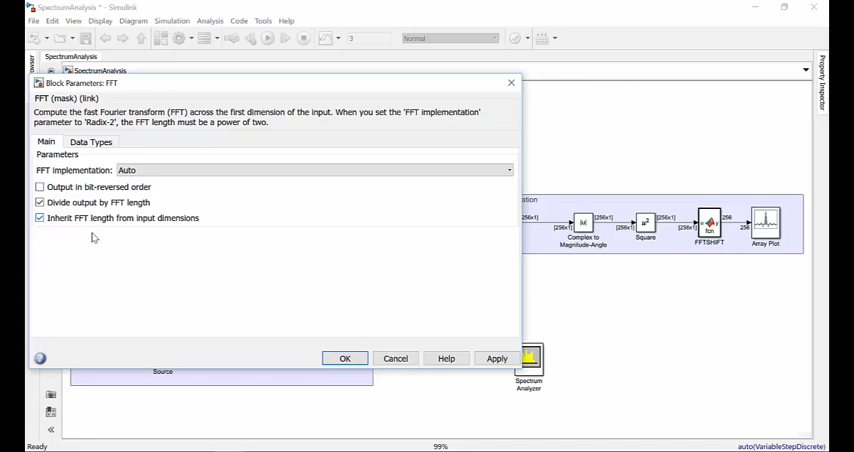 SpectrumAnalysis * - Simulink
File Edit View Display Diagram Simulation Analysis Code Tools Help
3
Normal
SpectrumAnalysis
SpectrumAnalysis
Property Inspector
Block Parameters: FFT
FFT (mask) (link)
Compute the fast Fourier transform (FFT) across the first dimension of the input. When you set the 'FFT implementation'
parameter to 'Radix-2', the FFT length must be a power of two.
Main Data Types
Parameters
FFT implementation: Auto
Output in bit-reversed order
Divide output by FFT length
Inherit FFT length from input dimensions
OK Cancel Help Apply
[256x1] [256x1] 256
|u|
fcn
[256x1] [256x1] 256
Complex to
Magnitude-Angle
Square
FFTSHIFT
Array Plot
Source
Spectrum
Analyzer
Ready 99% auto(VariableStepDiscrete)